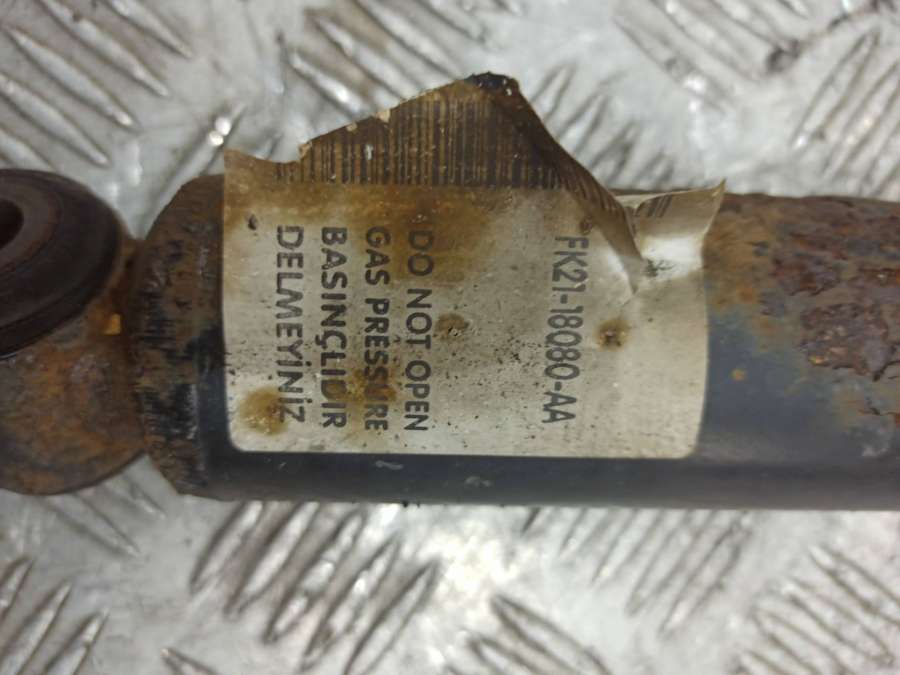 FK21-18080-AA
DO NOT OPEN
GAS PRESSURE
BASINÇLIDIR
DELMEYİNİZ